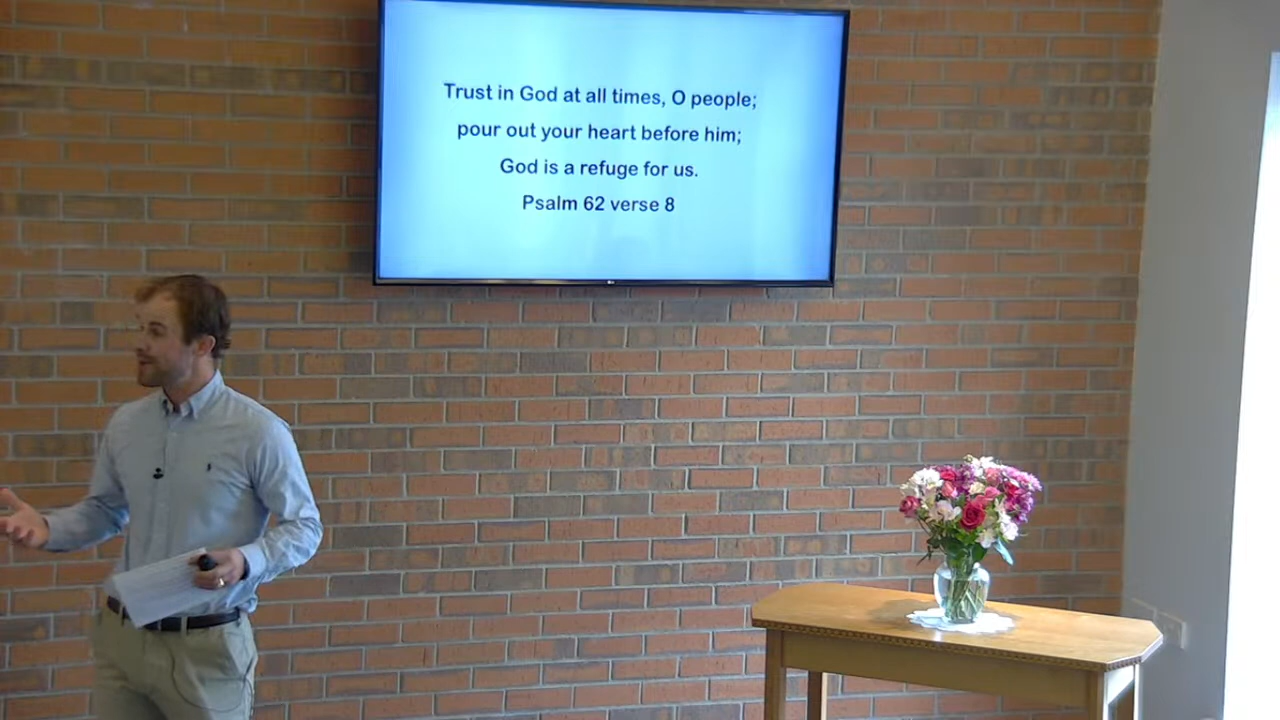 Trust in God at all times, O people;
pour out your heart before him;
God is a refuge for us.
Psalm 62 verse 8